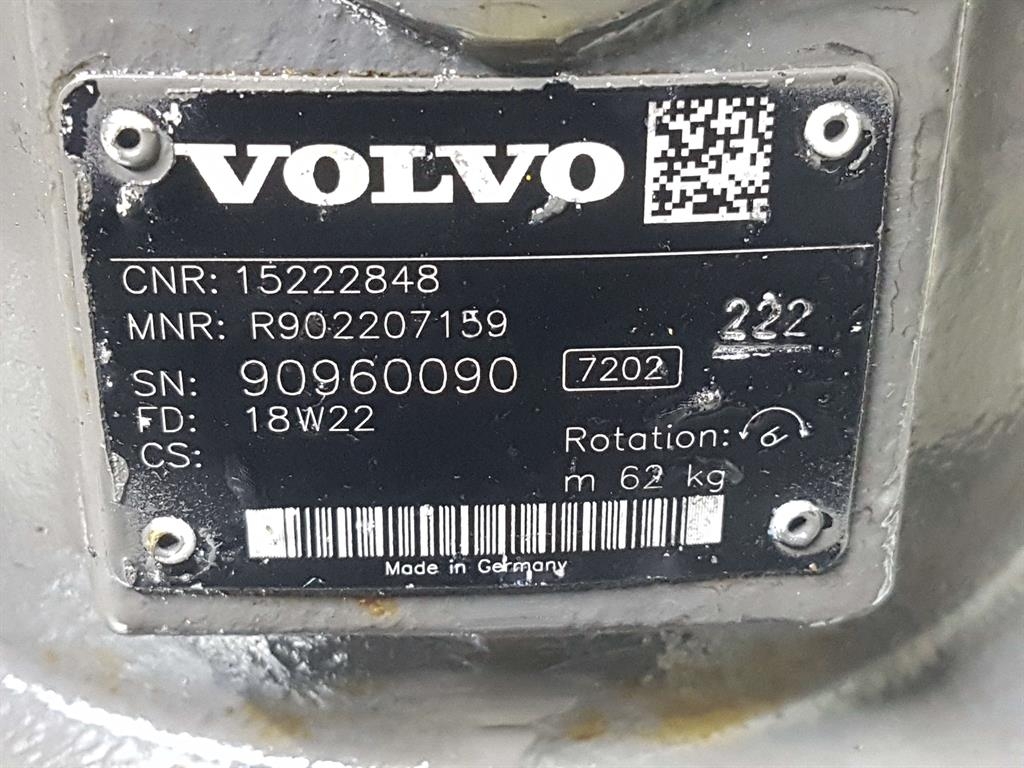 VOLVO
CNR: 15222848
MNR: R902207159
222
SN: 90960090
7202
FD: 18W22
CS:
Rotation:
m 62 kg
Made in Germany